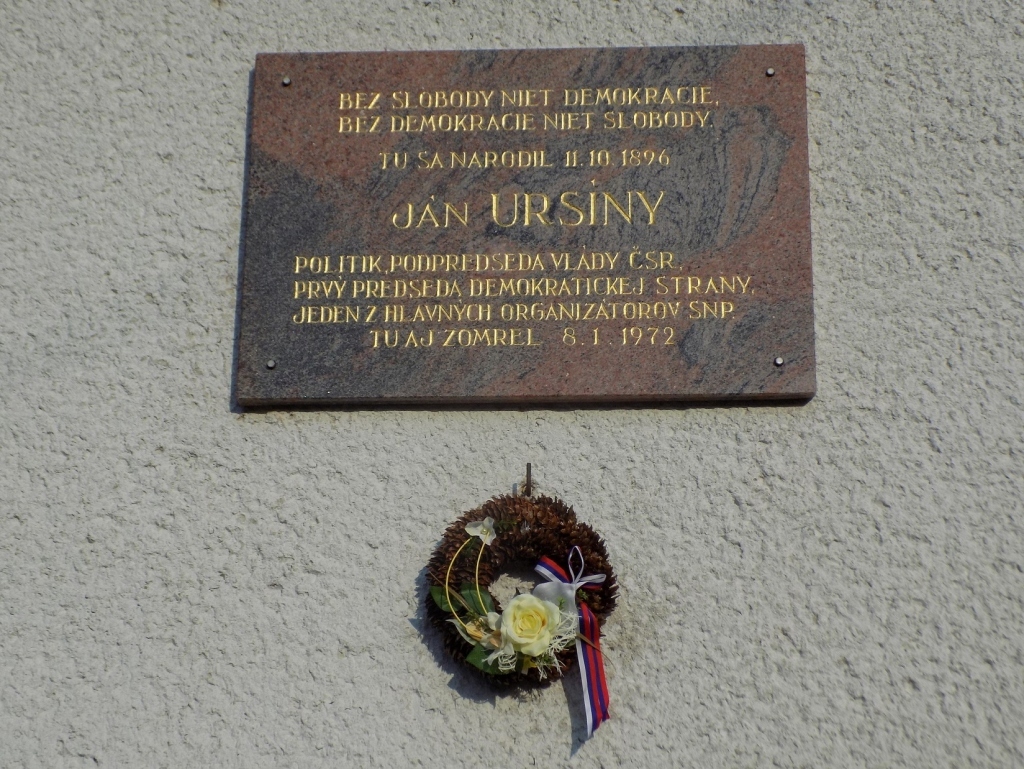 BEZ SLOBODY NIET DEMOKRACIE,
BEZ DEMOKRACIE NIET SLOBODY.
TU SA NARODIL 11.10.1896
JÁN URSÍNY
POLITIK, PODPREDSEDA VLÁDY ČSR,
PRVÝ PREDSEDA DEMOKRATICKEJ STRANY,
JEDEN Z HLAVNÝCH ORGANIZÁTOROV SNP.
TU AJ ZOMREL 8.1.1972